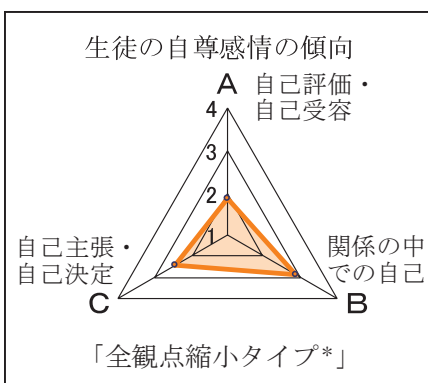 生徒の自尊感情の傾向
A 自己評価・
自己受容
4
3
2
1
自己主張・
自己決定
C
関係の中
での自己
B
「全観点縮小タイプ*」